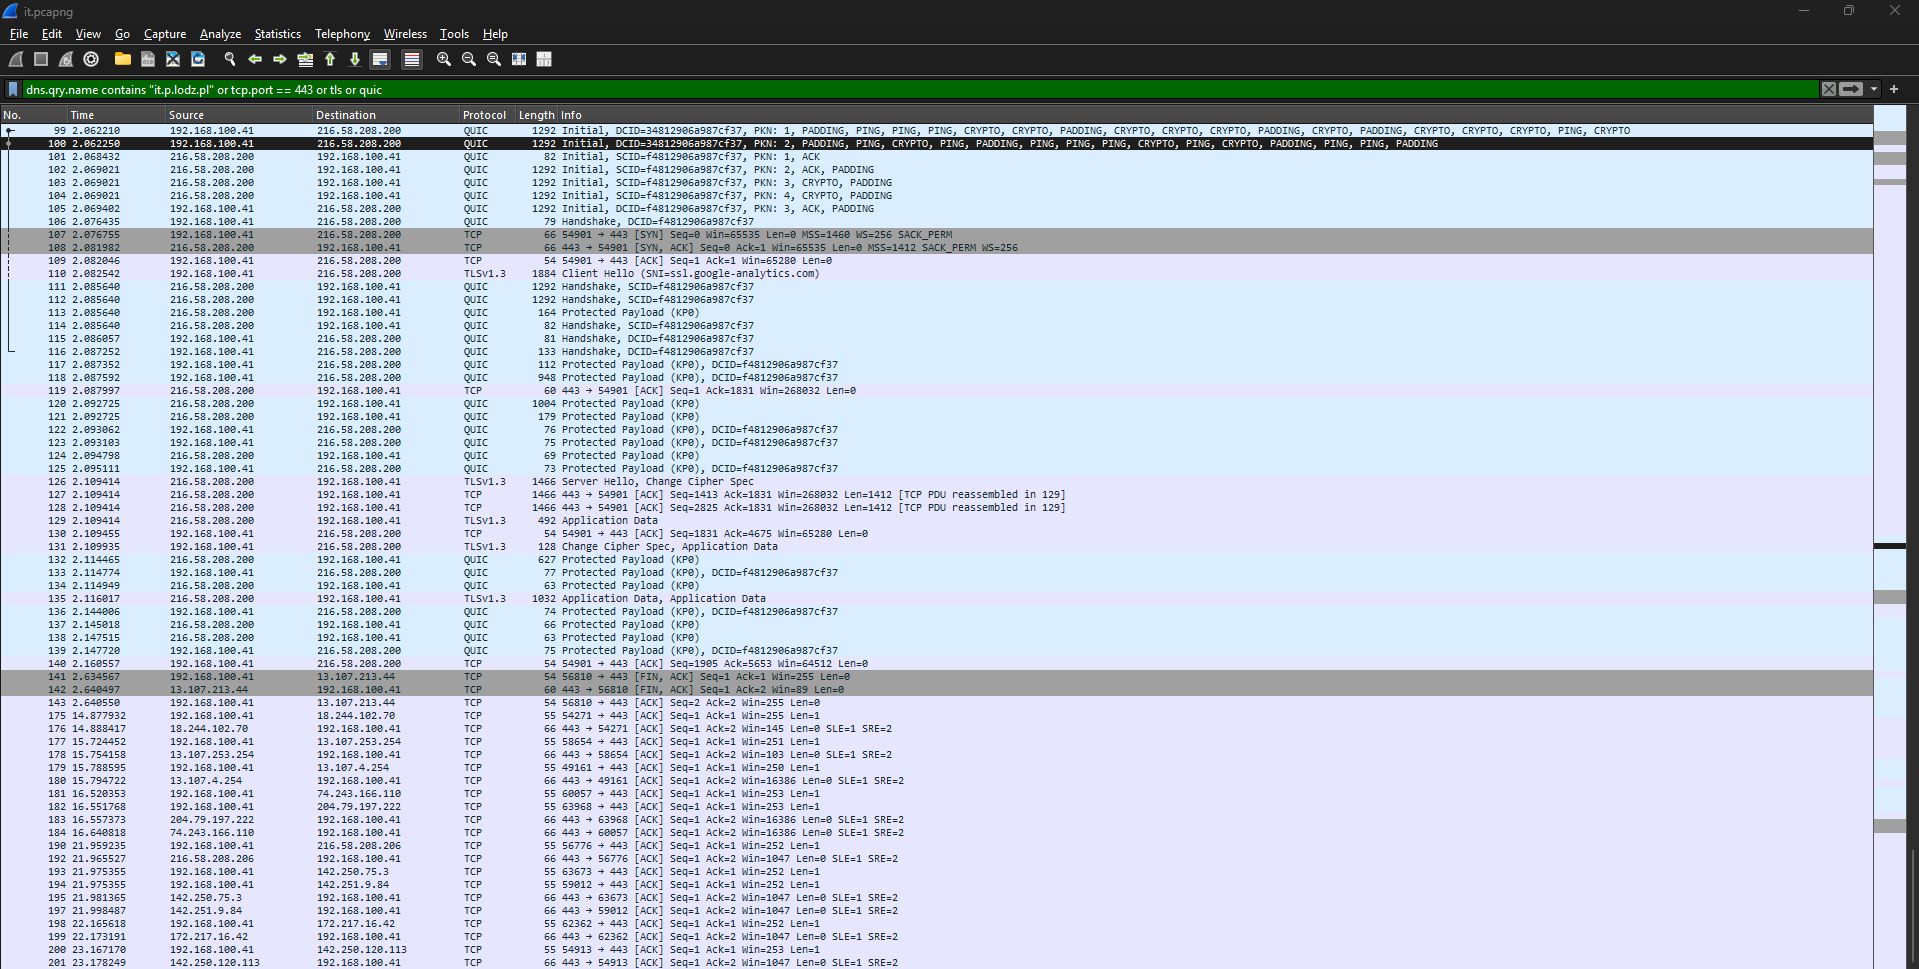 it.pcapng
File Edit View Go Capture Analyze Statistics Telephony Wireless Tools Help
dns.qry.name contains "it.p.lodz.pl" or tcp.port == 443 or tls or quic
No. Time Source Destination Protocol Length Info
99 2.062210 192.168.100.41 216.58.208.200 QUIC 1292 Initial, DCID=34812906a987cf37, PKN: 1, PADDING, PING, PING, PING, CRYPTO, CRYPTO, PADDING, CRYPTO, CRYPTO, CRYPTO, PADDING, CRYPTO, PADDING, CRYPTO, CRYPTO, CRYPTO, PING, CRYPTO
100 2.062250 192.168.100.41 216.58.208.200 QUIC 1292 Initial, DCID=34812906a987cf37, PKN: 2, PADDING, PING, CRYPTO, PING, PADDING, PING, PING, PING, CRYPTO, PING, CRYPTO, PADDING, PING, PING, PADDING
101 2.068432 216.58.208.200 192.168.100.41 QUIC 82 Initial, SCID=f4812906a987cf37, PKN: 1, ACK
102 2.069021 216.58.208.200 192.168.100.41 QUIC 1292 Initial, SCID=f4812906a987cf37, PKN: 2, ACK, PADDING
103 2.069021 216.58.208.200 192.168.100.41 QUIC 1292 Initial, SCID=f4812906a987cf37, PKN: 3, CRYPTO, PADDING
104 2.069021 216.58.208.200 192.168.100.41 QUIC 1292 Initial, SCID=f4812906a987cf37, PKN: 4, CRYPTO, PADDING
105 2.069402 192.168.100.41 216.58.208.200 QUIC 1292 Initial, DCID=f4812906a987cf37, PKN: 3, ACK, PADDING
106 2.076435 192.168.100.41 216.58.208.200 QUIC 79 Handshake, DCID=f4812906a987cf37
107 2.076755 192.168.100.41 216.58.208.200 TCP 66 54901 → 443 [SYN] Seq=0 Win=65535 Len=0 MSS=1460 WS=256 SACK_PERM
108 2.081982 216.58.208.200 192.168.100.41 TCP 66 443 → 54901 [SYN, ACK] Seq=0 Ack=1 Win=65535 Len=0 MSS=1412 SACK_PERM WS=256
109 2.082046 192.168.100.41 216.58.208.200 TCP 54 54901 → 443 [ACK] Seq=1 Ack=1 Win=65280 Len=0
110 2.082542 192.168.100.41 216.58.208.200 TLSv1.3 1884 Client Hello (SNI=ssl.google-analytics.com)
111 2.085640 216.58.208.200 192.168.100.41 QUIC 1292 Handshake, SCID=f4812906a987cf37
112 2.085640 216.58.208.200 192.168.100.41 QUIC 1292 Handshake, SCID=f4812906a987cf37
113 2.085640 216.58.208.200 192.168.100.41 QUIC 164 Protected Payload (KP0)
114 2.085640 216.58.208.200 192.168.100.41 QUIC 82 Handshake, SCID=f4812906a987cf37
115 2.086057 192.168.100.41 216.58.208.200 QUIC 81 Handshake, DCID=f4812906a987cf37
116 2.087252 192.168.100.41 216.58.208.200 QUIC 133 Handshake, DCID=f4812906a987cf37
117 2.087352 192.168.100.41 216.58.208.200 QUIC 112 Protected Payload (KP0), DCID=f4812906a987cf37
118 2.087592 192.168.100.41 216.58.208.200 QUIC 948 Protected Payload (KP0), DCID=f4812906a987cf37
119 2.087997 216.58.208.200 192.168.100.41 TCP 60 443 → 54901 [ACK] Seq=1 Ack=1831 Win=268032 Len=0
120 2.092725 216.58.208.200 192.168.100.41 QUIC 1004 Protected Payload (KP0)
121 2.092725 216.58.208.200 192.168.100.41 QUIC 179 Protected Payload (KP0)
122 2.093062 192.168.100.41 216.58.208.200 QUIC 76 Protected Payload (KP0), DCID=f4812906a987cf37
123 2.093103 192.168.100.41 216.58.208.200 QUIC 75 Protected Payload (KP0), DCID=f4812906a987cf37
124 2.094798 216.58.208.200 192.168.100.41 QUIC 69 Protected Payload (KP0)
125 2.095111 192.168.100.41 216.58.208.200 QUIC 73 Protected Payload (KP0), DCID=f4812906a987cf37
126 2.109414 216.58.208.200 192.168.100.41 TLSv1.3 1466 Server Hello, Change Cipher Spec
127 2.109414 216.58.208.200 192.168.100.41 TCP 1466 443 → 54901 [ACK] Seq=1413 Ack=1831 Win=268032 Len=1412 [TCP PDU reassembled in 129]
128 2.109414 216.58.208.200 192.168.100.41 TCP 1466 443 → 54901 [ACK] Seq=2825 Ack=1831 Win=268032 Len=1412 [TCP PDU reassembled in 129]
129 2.109414 216.58.208.200 192.168.100.41 TLSv1.3 492 Application Data
130 2.109455 192.168.100.41 216.58.208.200 TCP 54 54901 → 443 [ACK] Seq=1831 Ack=4675 Win=65280 Len=0
131 2.109935 192.168.100.41 216.58.208.200 TLSv1.3 128 Change Cipher Spec, Application Data
132 2.114465 216.58.208.200 192.168.100.41 QUIC 627 Protected Payload (KP0)
133 2.114774 192.168.100.41 216.58.208.200 QUIC 77 Protected Payload (KP0), DCID=f4812906a987cf37
134 2.114949 216.58.208.200 192.168.100.41 QUIC 63 Protected Payload (KP0)
135 2.116017 216.58.208.200 192.168.100.41 TLSv1.3 1032 Application Data, Application Data
136 2.144006 192.168.100.41 216.58.208.200 QUIC 74 Protected Payload (KP0), DCID=f4812906a987cf37
137 2.145018 216.58.208.200 192.168.100.41 QUIC 66 Protected Payload (KP0)
138 2.147515 216.58.208.200 192.168.100.41 QUIC 63 Protected Payload (KP0)
139 2.147720 192.168.100.41 216.58.208.200 QUIC 75 Protected Payload (KP0), DCID=f4812906a987cf37
140 2.160557 192.168.100.41 216.58.208.200 TCP 54 54901 → 443 [ACK] Seq=1905 Ack=5653 Win=64512 Len=0
141 2.634567 192.168.100.41 13.107.213.44 TCP 54 56810 → 443 [FIN, ACK] Seq=1 Ack=1 Win=255 Len=0
142 2.640497 13.107.213.44 192.168.100.41 TCP 60 443 → 56810 [FIN, ACK] Seq=1 Ack=2 Win=89 Len=0
143 2.640550 192.168.100.41 13.107.213.44 TCP 54 56810 → 443 [ACK] Seq=2 Ack=2 Win=255 Len=0
175 14.877932 192.168.100.41 18.244.102.70 TCP 55 54271 → 443 [ACK] Seq=1 Ack=1 Win=255 Len=1
176 14.888417 18.244.102.70 192.168.100.41 TCP 66 443 → 54271 [ACK] Seq=1 Ack=2 Win=145 Len=0 SLE=1 SRE=2
177 15.724452 192.168.100.41 13.107.253.254 TCP 55 58654 → 443 [ACK] Seq=1 Ack=1 Win=251 Len=1
178 15.754158 13.107.253.254 192.168.100.41 TCP 66 443 → 58654 [ACK] Seq=1 Ack=2 Win=103 Len=0 SLE=1 SRE=2
179 15.788595 192.168.100.41 13.107.4.254 TCP 55 49161 → 443 [ACK] Seq=1 Ack=1 Win=250 Len=1
180 15.794722 13.107.4.254 192.168.100.41 TCP 66 443 → 49161 [ACK] Seq=1 Ack=2 Win=16386 Len=0 SLE=1 SRE=2
181 16.520353 192.168.100.41 74.243.166.110 TCP 55 60057 → 443 [ACK] Seq=1 Ack=1 Win=253 Len=1
182 16.551768 192.168.100.41 204.79.197.222 TCP 55 63968 → 443 [ACK] Seq=1 Ack=1 Win=253 Len=1
183 16.557373 204.79.197.222 192.168.100.41 TCP 66 443 → 63968 [ACK] Seq=1 Ack=2 Win=16386 Len=0 SLE=1 SRE=2
184 16.640818 74.243.166.110 192.168.100.41 TCP 66 443 → 60057 [ACK] Seq=1 Ack=2 Win=16386 Len=0 SLE=1 SRE=2
190 21.959235 192.168.100.41 216.58.208.206 TCP 55 56776 → 443 [ACK] Seq=1 Ack=1 Win=252 Len=1
192 21.965527 216.58.208.206 192.168.100.41 TCP 66 443 → 56776 [ACK] Seq=1 Ack=2 Win=1047 Len=0 SLE=1 SRE=2
193 21.975355 192.168.100.41 142.250.75.3 TCP 55 63673 → 443 [ACK] Seq=1 Ack=1 Win=252 Len=1
194 21.975355 192.168.100.41 142.251.9.84 TCP 55 59012 → 443 [ACK] Seq=1 Ack=1 Win=252 Len=1
195 21.981365 142.250.75.3 192.168.100.41 TCP 66 443 → 63673 [ACK] Seq=1 Ack=2 Win=1047 Len=0 SLE=1 SRE=2
197 21.998487 142.251.9.84 192.168.100.41 TCP 66 443 → 59012 [ACK] Seq=1 Ack=2 Win=1047 Len=0 SLE=1 SRE=2
198 22.165618 192.168.100.41 172.217.16.42 TCP 55 62362 → 443 [ACK] Seq=1 Ack=1 Win=252 Len=1
199 22.173191 172.217.16.42 192.168.100.41 TCP 66 443 → 62362 [ACK] Seq=1 Ack=2 Win=1047 Len=0 SLE=1 SRE=2
200 23.167170 192.168.100.41 142.250.120.113 TCP 55 54913 → 443 [ACK] Seq=1 Ack=1 Win=253 Len=1
201 23.178249 142.250.120.113 192.168.100.41 TCP 66 443 → 54913 [ACK] Seq=1 Ack=2 Win=1047 Len=0 SLE=1 SRE=2